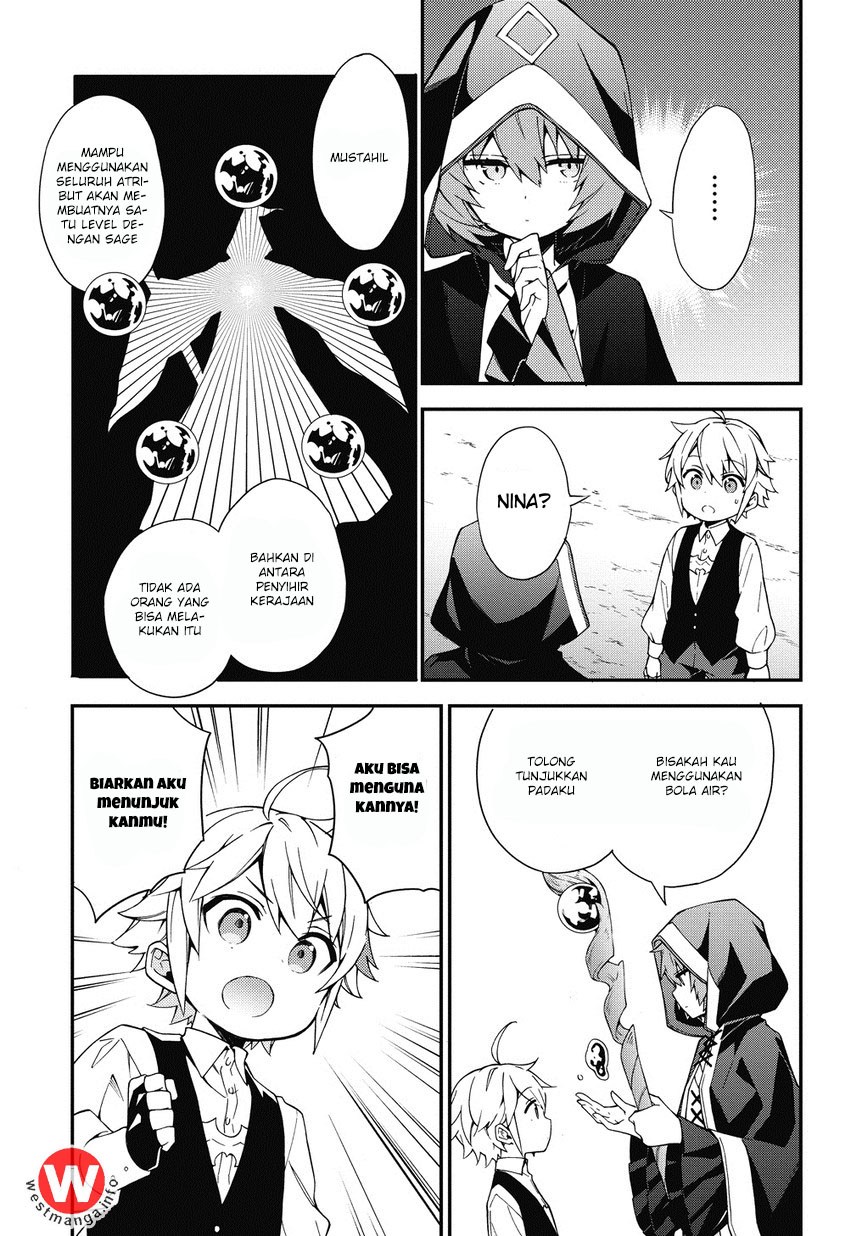 ......
MUSTAHIL
MAMPU
MENGGUNAKAN
SELURUH ATRI-
BUT AKAN MEM-
BUATNYA SA-
TU LEVEL DE-
NGAN SAGE
BAHKAN DI
ANTARA
PENYIHIR
KERAJAAN
TIDAK ADA
ORANG YANG
BISA MELA-
KUKAN ITU
NINA?
BISAKAH KAU
MENGGUNAKAN
BOLA AIR?
TOLONG
TUNJUKKAN
PADAKU
AKU BISA
MENGUNA
KANNYA!
BIARKAN AKU
MENUNJUK
KANMU!
W
westmanga.info